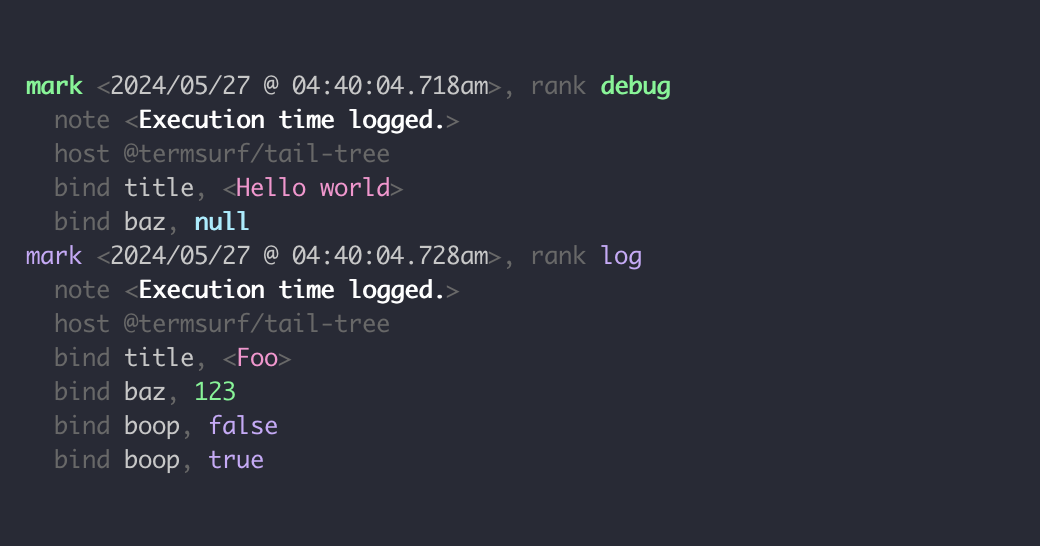 mark <2024/05/27 @ 04:40:04.718am>, rank debug
  note <Execution time logged.>
  host @termsurf/tail-tree
  bind title, <Hello world>
  bind baz, null
mark <2024/05/27 @ 04:40:04.728am>, rank log
  note <Execution time logged.>
  host @termsurf/tail-tree
  bind title, <Foo>
  bind baz, 123
  bind boop, false
  bind boop, true